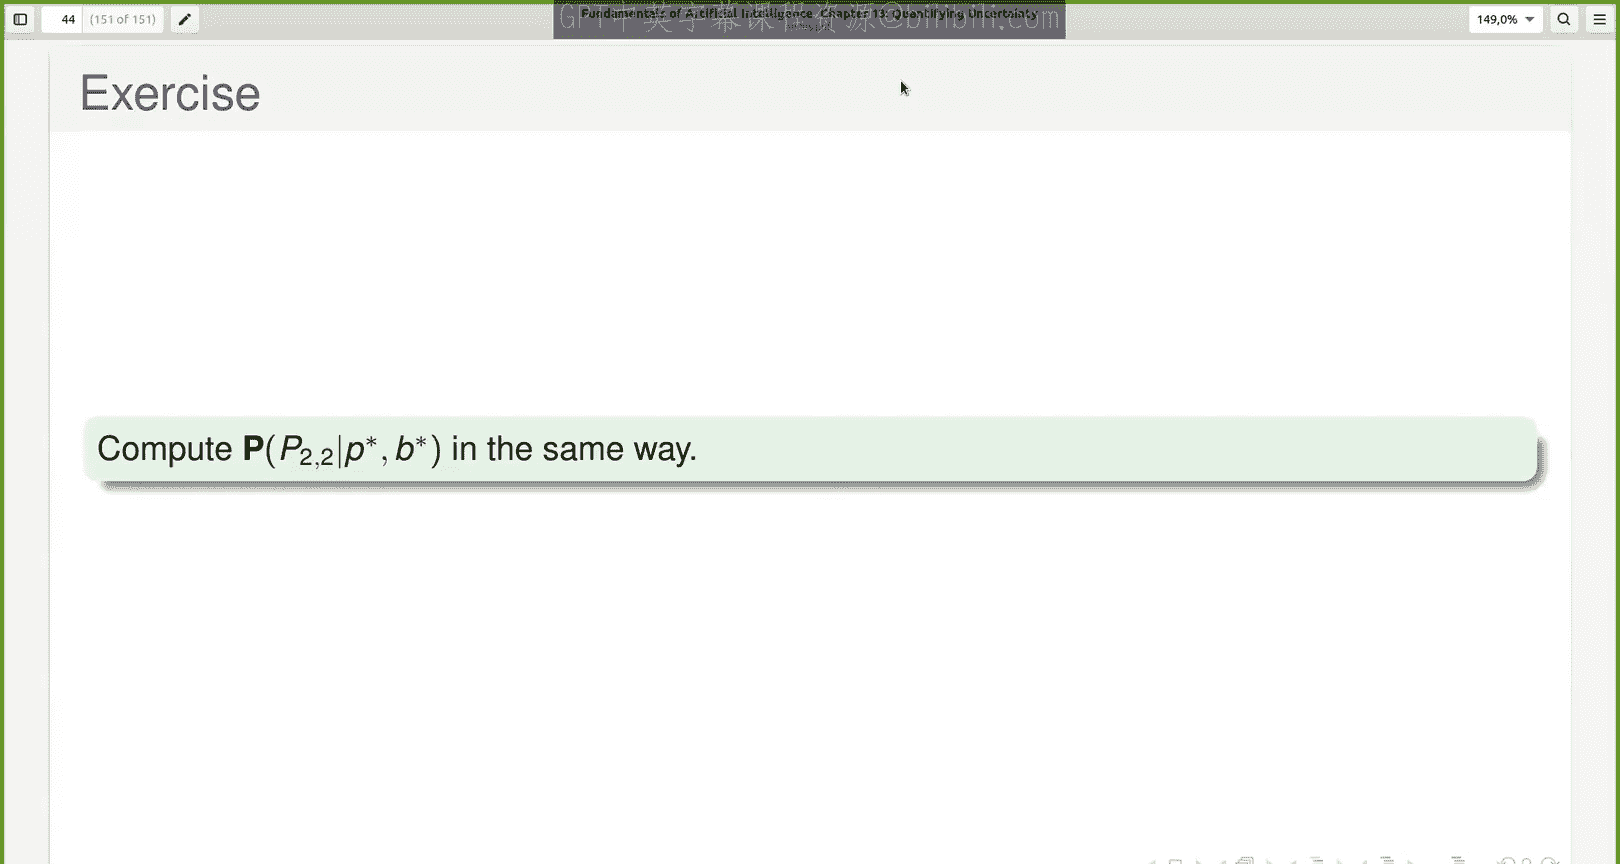 44 (151 of 151)
Fundamentals of Artificial Intelligence, Chapter 13: Quantifying Uncertainty
149,0%
Exercise
Compute P(P2,2|p*, b*) in the same way.